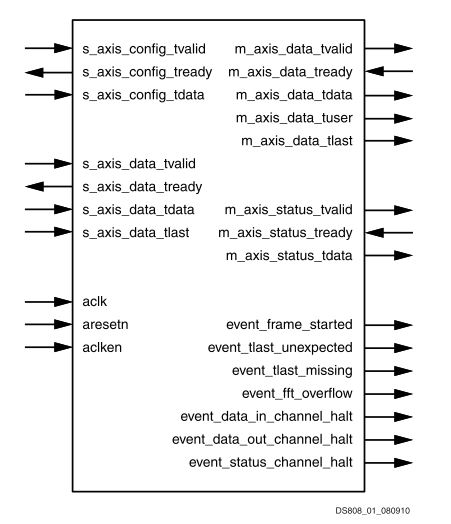 s_axis_config_tvalid
m_axis_data_tvalid
s_axis_config_tready
m_axis_data_tready
s_axis_config_tdata
m_axis_data_tdata
m_axis_data_tuser
m_axis_data_tlast
s_axis_data_tvalid
s_axis_data_tready
s_axis_data_tdata
m_axis_status_tvalid
s_axis_data_tlast
m_axis_status_tready
m_axis_status_tdata
aclk
aresetn
event_frame_started
aclken
event_tlast_unexpected
event_tlast_missing
event_fft_overflow
event_data_in_channel_halt
event_data_out_channel_halt
event_status_channel_halt
DS808_01_080910